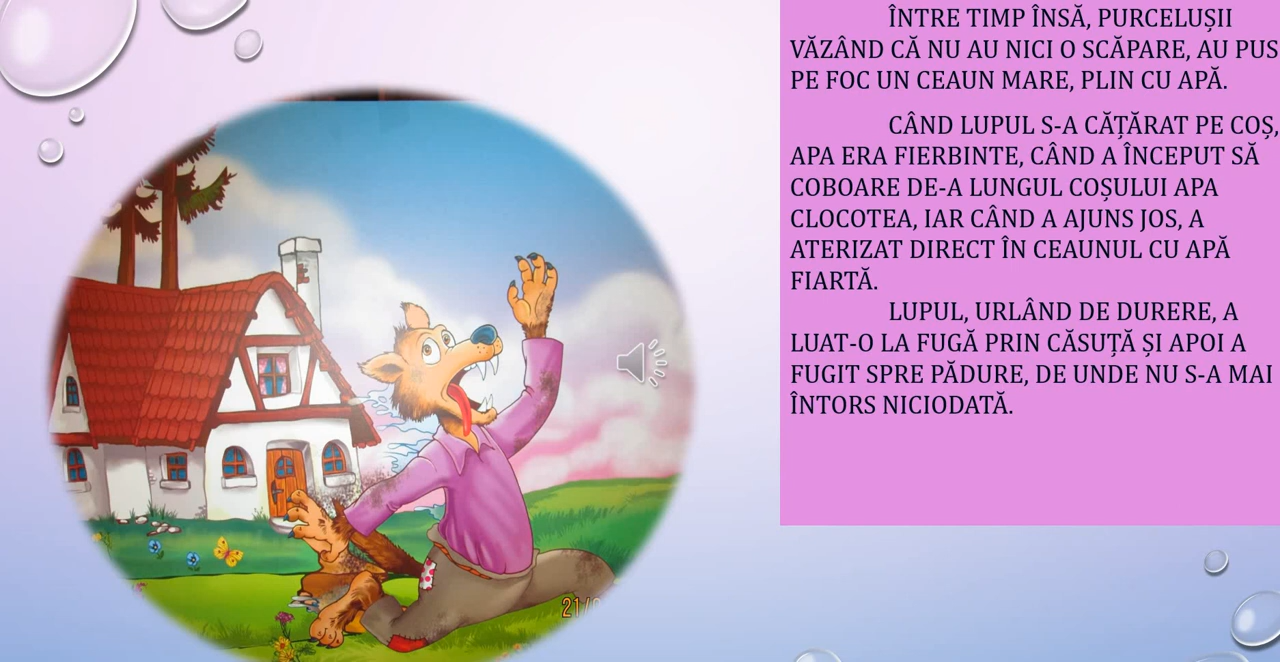 ÎNTRE TIMP ÎNSĂ, PURCELUȘII
VĂZÂND CĂ NU AU NICI O SCĂPARE, AU PUS
PE FOC UN CEAUN MARE, PLIN CU APĂ.
CÂND LUPUL S-A CĂȚĂRAT PE COȘ,
APA ERA FIERBINTE, CÂND A ÎNCEPUT SĂ
COBOARE DE-A LUNGUL COȘULUI APA
CLOCOTEA, IAR CÂND A AJUNS JOS, A
ATERIZAT DIRECT ÎN CEAUNUL CU APĂ
FIARTĂ.
LUPUL, URLÂND DE DURERE, A
LUAT-O LA FUGĂ PRIN CĂSUȚĂ ȘI APOI A
FUGIT SPRE PĂDURE, DE UNDE NU S-A MAI
ÎNTORS NICIODATĂ.
21/